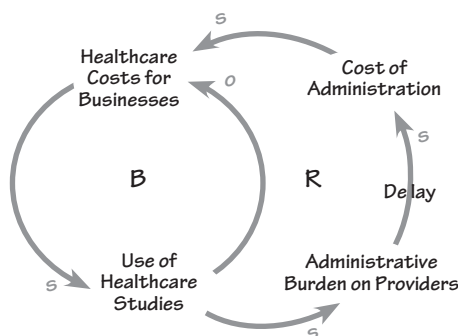 S
Healthcare
Costs for
Businesses
O
Cost of
Administration
S
B
R
Delay
Use of
Healthcare
Studies
S
Administrative
Burden on Providers
S